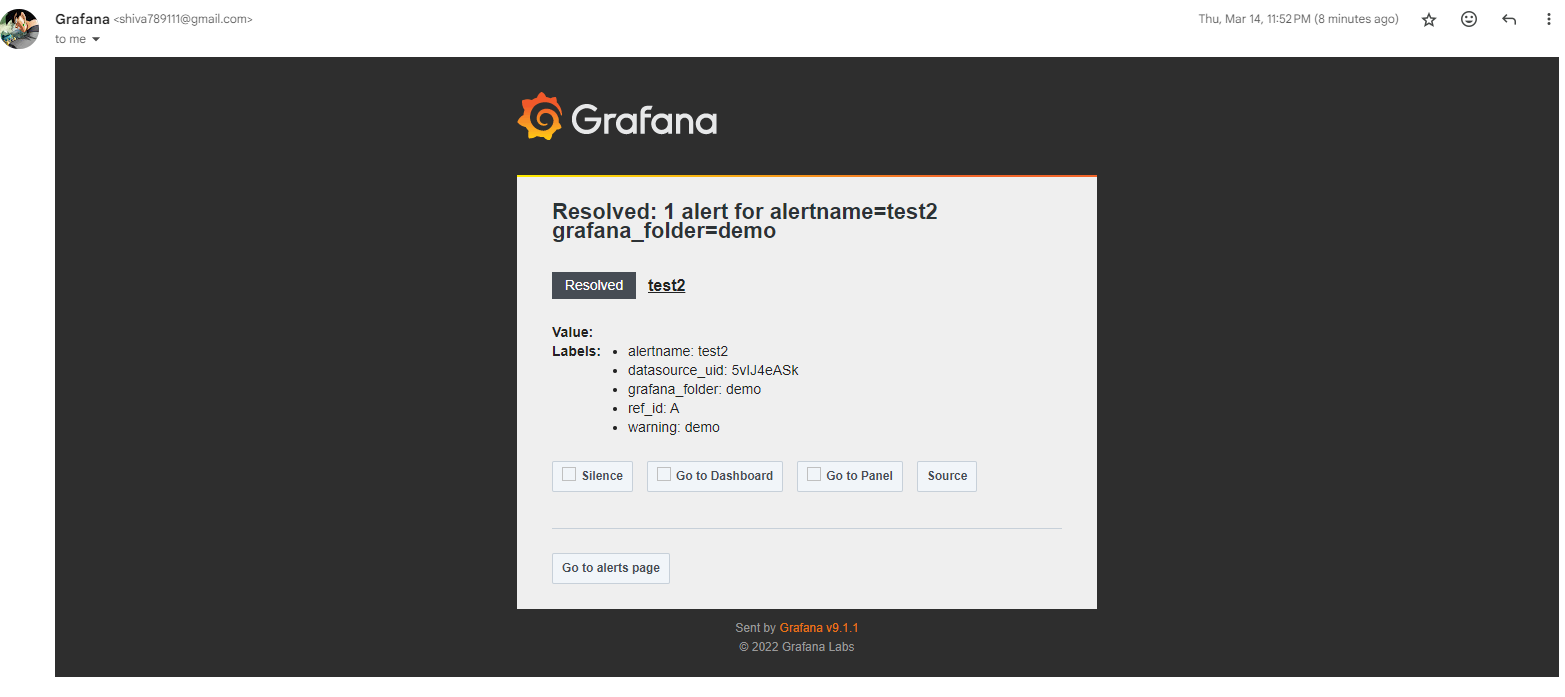 Grafana <shiva789111@gmail.com> Thu, Mar 14, 11:52 PM (8 minutes ago)
to me
Grafana
Resolved: 1 alert for alertname=test2
grafana_folder=demo
Resolved test2
Value:
Labels: • alertname: test2
• datasource_uid: 5vlJ4eASk
• grafana_folder: demo
• ref_id: A
• warning: demo
Silence Go to Dashboard Go to Panel Source
Go to alerts page
Sent by Grafana v9.1.1
© 2022 Grafana Labs